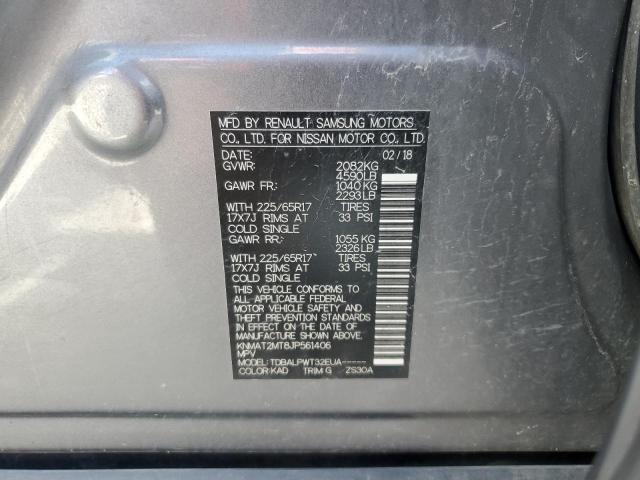 MFD BY RENAULT SAMSUNG MOTORS
CO., LTD. FOR NISSAN MOTOR CO., LTD.
DATE: 02/18
GVWR: 2082KG
4590LB
GAWR FR: 1040KG
2293LB
WITH 225/65R17 TIRES
17X7J RIMS AT 33 PSI
COLD SINGLE
GAWR RR: 1055KG
2326LB
WITH 225/65R17 TIRES
17X7J RIMS AT 33 PSI
COLD SINGLE
THIS VEHICLE CONFORMS TO
ALL APPLICABLE FEDERAL
MOTOR VEHICLE SAFETY AND
THEFT PREVENTION STANDARDS
IN EFFECT ON THE DATE OF
MANUFACTURE SHOWN ABOVE.
KNMAT2MT8JP561406
MPV
MODEL: TDBALPWT32EUA-----
COLOR:KAD TRIM:G ZS30A